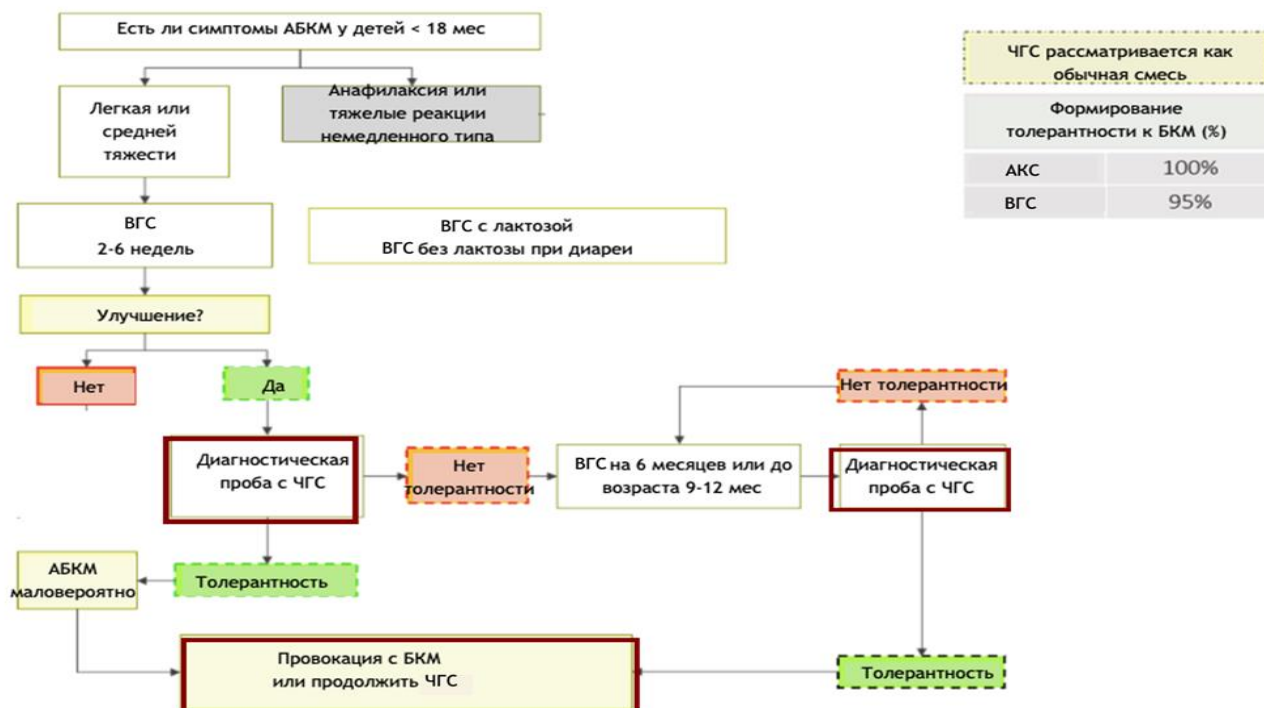 Есть ли симптомы АБКМ у детей < 18 мес
ЧГС рассматривается как
обычная смесь
Легкая или
средней
тяжести
Анафилаксия или
тяжелые реакции
немедленного типа
Формирование
толерантности к БКМ (%)
АКС 100%
ВГС 95%
ВГС
2-6 недель
ВГС с лактозой
ВГС без лактозы при диареи
Улучшение?
Нет
Да
Нет толерантности
Диагностическая
проба с ЧГС
Нет
толерантности
ВГС на 6 месяцев или до
возраста 9-12 мес
Диагностическая
проба с ЧГС
АБКМ
маловероятно
Толерантность
Провокация с БКМ
или продолжить ЧГС
Толерантность